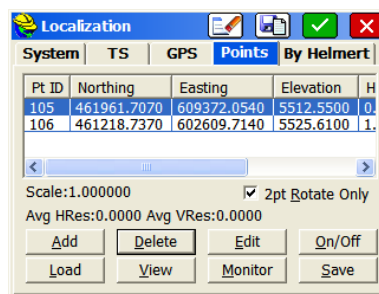 Localization
System TS GPS Points By Helmert
Pt ID Northing Easting Elevation H
105 461961.7070 609372.0540 5512.5500 0.
106 461218.7370 602609.7140 5525.6100 1.
Scale:1.000000 2pt Rotate Only
Avg HRes:0.0000 Avg VRes:0.0000
Add Delete Edit On/Off
Load View Monitor Save